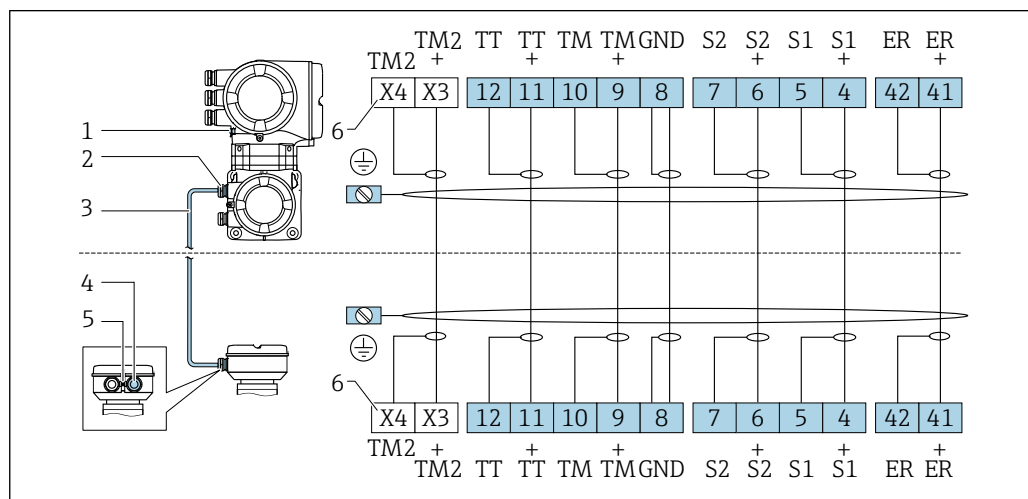 TM2 TT TT TM TM GND S2 S2 S1 S1 ER ER
TM2 + + + + + +
X4 X3 12 11 10 9 8 7 6 5 4 42 41
6
1
2
3
4
5
6
X4 X3 12 11 10 9 8 7 6 5 4 42 41
TM2 + + + + + +
TM2 TT TT TM TM GND S2 S2 S1 S1 ER ER